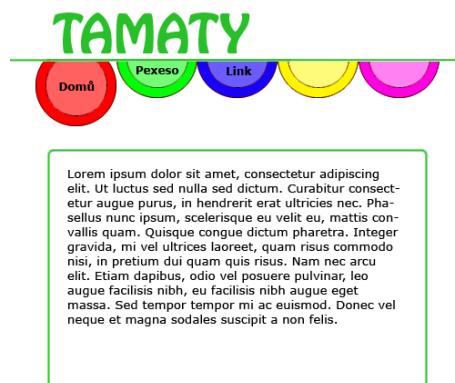 TAMATY
Domů
Pexeso
Link
Lorem ipsum dolor sit amet, consectetur adipiscing
elit. Ut luctus sed nulla sed dictum. Curabitur consect-
etur augue purus, in hendrerit erat ultricies nec. Pha-
sellus nunc ipsum, scelerisque eu velit eu, mattis con-
vallis quam. Quisque congue dictum pharetra. Integer
gravida, mi vel ultrices laoreet, quam risus commodo
nisi, in pretium dui quam quis risus. Nam nec arcu
elit. Etiam dapibus, odio vel posuere pulvinar, leo
augue facilisis nibh, eu facilisis nibh augue eget
massa. Sed tempor tempor mi ac euismod. Donec vel
neque et magna sodales suscipit a non felis.